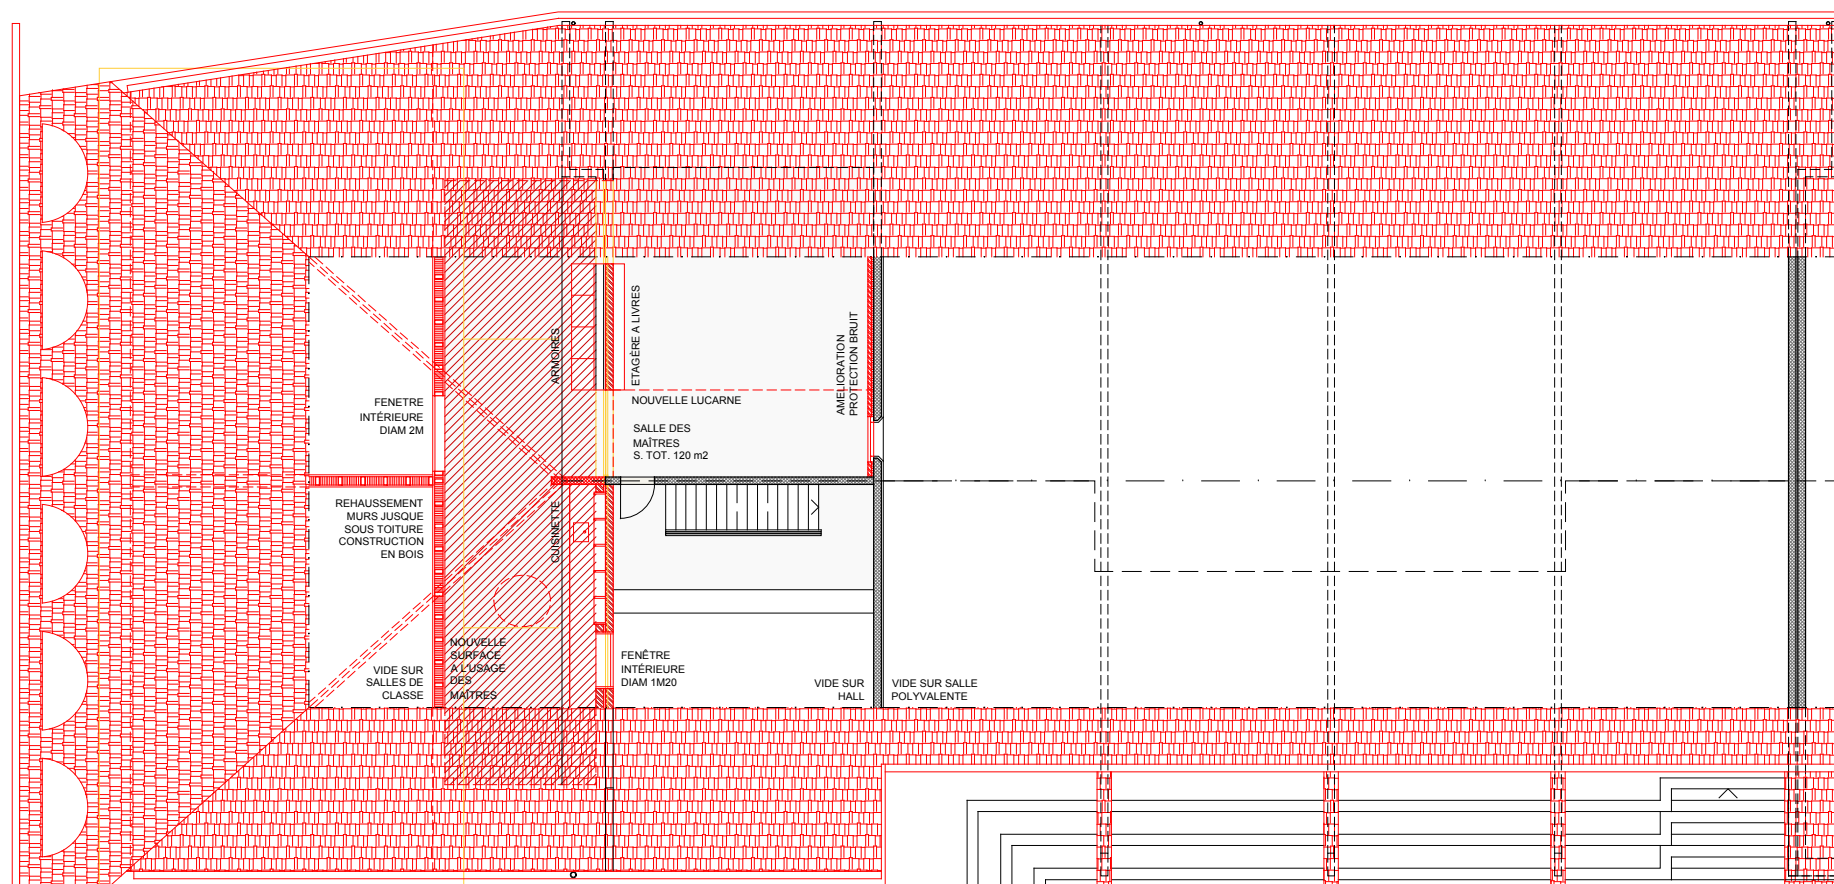 FENETRE
INTÉRIEURE
DIAM 2M
REHAUSSEMENT
MURS JUSQUE
SOUS TOITURE
CONSTRUCTION
EN BOIS
VIDE SUR
SALLES DE
CLASSE
NOUVELLE
SURFACE
A L'USAGE
DES
MAÎTRES
ARMOIRES
CUISINETTE
ETAGÈRE A LIVRES
NOUVELLE LUCARNE
SALLE DES
MAÎTRES
S. TOT. 120 m2
AMELIORATION
PROTECTION BRUIT
FENÊTRE
INTÉRIEURE
DIAM 1M20
VIDE SUR
HALL
VIDE SUR SALLE
POLYVALENTE